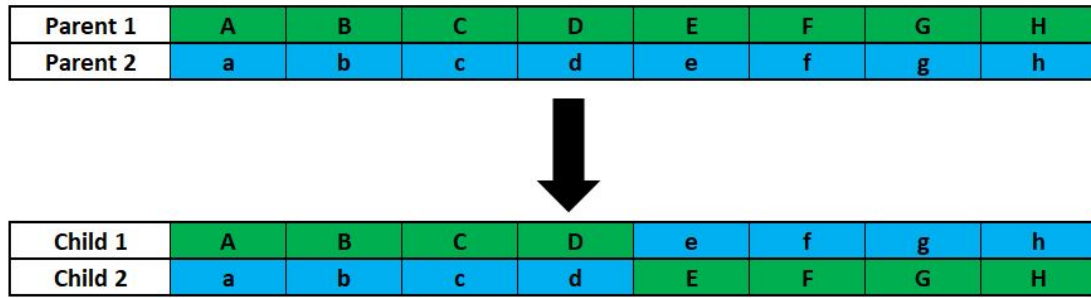 Parent 1 A B C D E F G H
Parent 2 a b c d e f g h
Child 1 A B C D e f g h
Child 2 a b c d E F G H